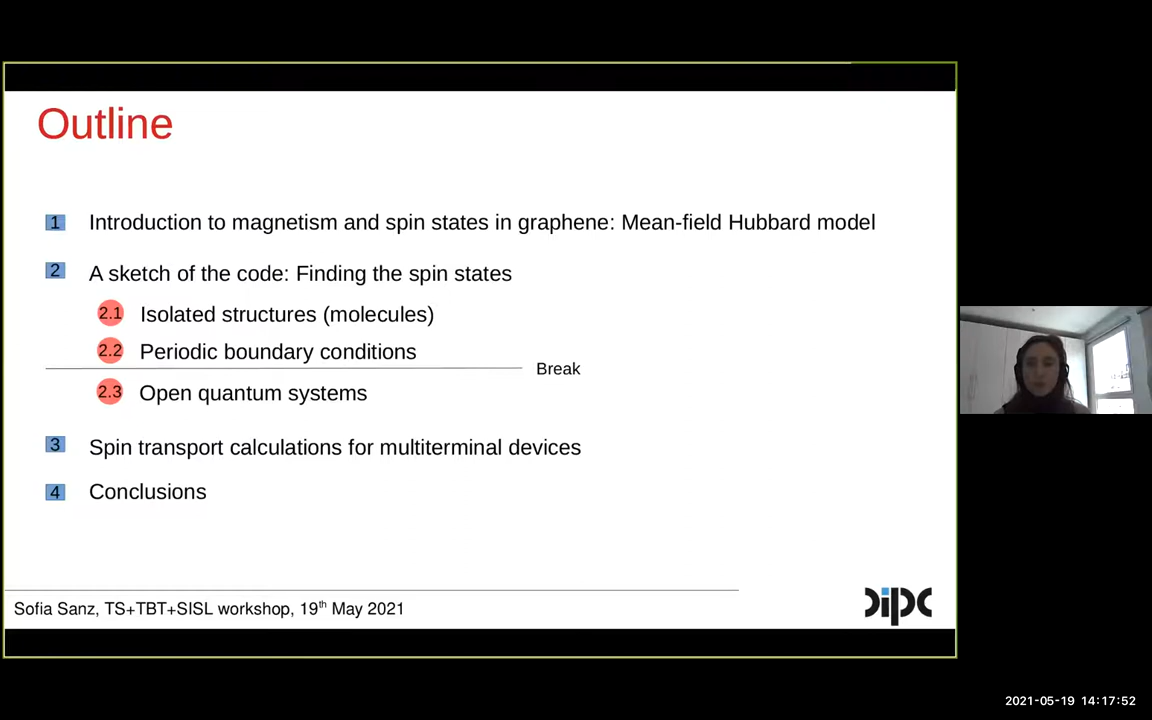 Outline
1 Introduction to magnetism and spin states in graphene: Mean-field Hubbard model
2 A sketch of the code: Finding the spin states
2.1 Isolated structures (molecules)
2.2 Periodic boundary conditions
Break
2.3 Open quantum systems
3 Spin transport calculations for multiterminal devices
4 Conclusions
Sofia Sanz, TS+TBT+SISL workshop, 19th May 2021
dipc
2021-05-19 14:17:52